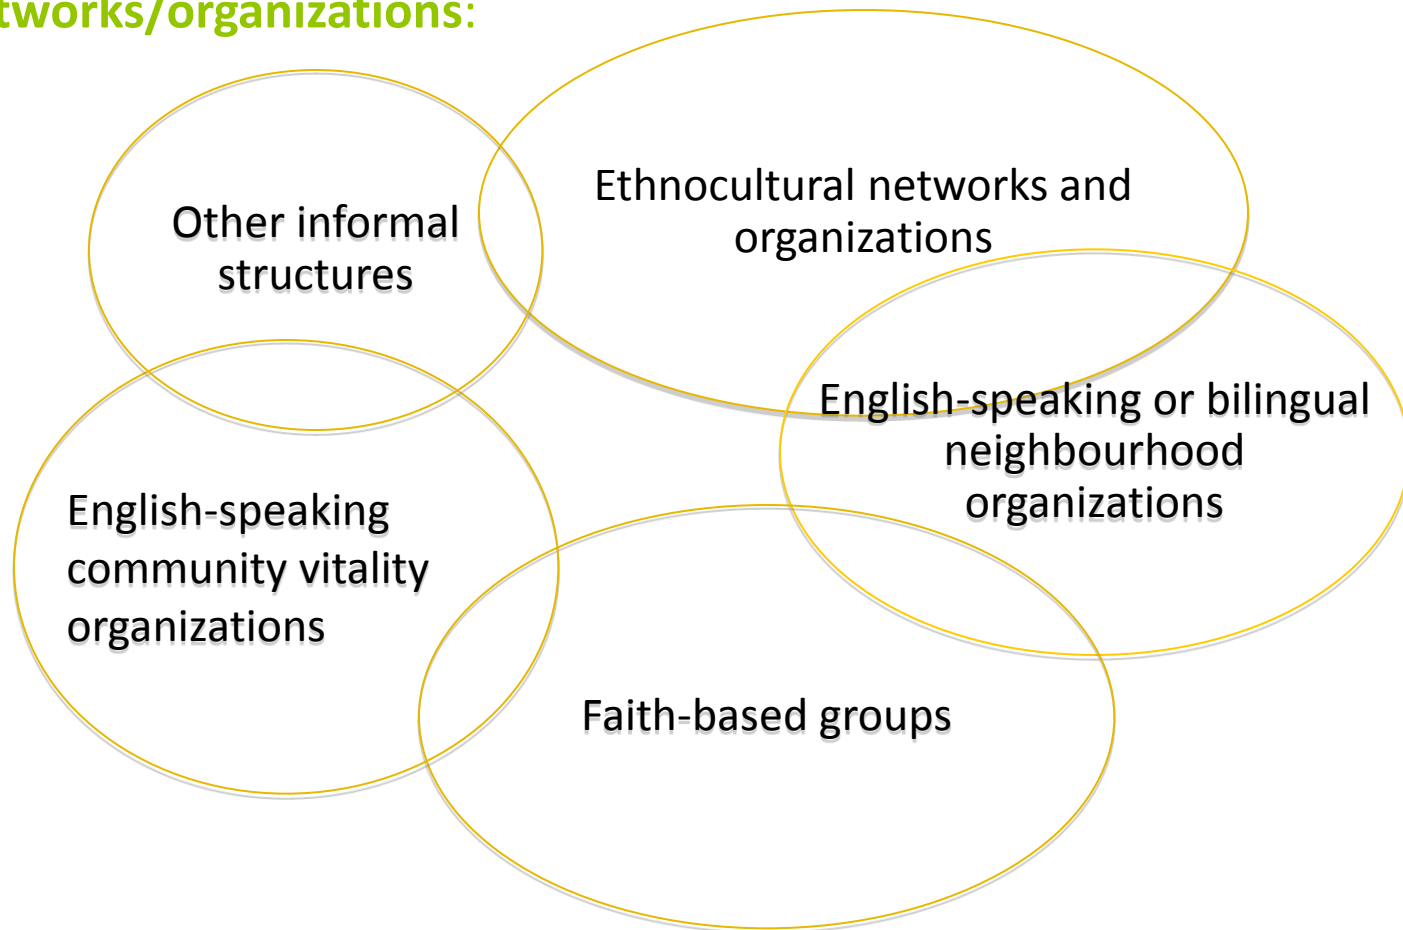 tworks/organizations:
Ethnocultural networks and
organizations
Other informal
structures
English-speaking or bilingual
neighbourhood
organizations
English-speaking
community vitality
organizations
Faith-based groups